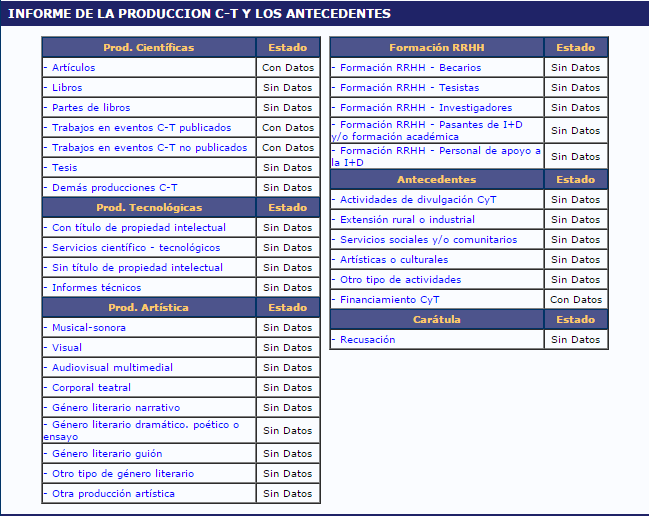 INFORME DE LA PRODUCCION C-T Y LOS ANTECEDENTES
Prod. Científicas Estado
- Artículos Con Datos
- Libros Sin Datos
- Partes de libros Sin Datos
- Trabajos en eventos C-T publicados Con Datos
- Trabajos en eventos C-T no publicados Con Datos
- Tesis Sin Datos
- Demás producciones C-T Sin Datos
Prod. Tecnológicas Estado
- Con título de propiedad intelectual Sin Datos
- Servicios científico - tecnológicos Sin Datos
- Sin título de propiedad intelectual Sin Datos
- Informes técnicos Sin Datos
Prod. Artística Estado
- Musical-sonora Sin Datos
- Visual Sin Datos
- Audiovisual multimedial Sin Datos
- Corporal teatral Sin Datos
- Género literario narrativo Sin Datos
- Género literario dramático. poético o
ensayo Sin Datos
- Género literario guión Sin Datos
- Otro tipo de género literario Sin Datos
- Otra producción artística Sin Datos
Formación RRHH Estado
- Formación RRHH - Becarios Sin Datos
- Formación RRHH - Tesistas Sin Datos
- Formación RRHH - Investigadores Sin Datos
- Formación RRHH - Pasantes de I+D
y/o formación académica Sin Datos
- Formación RRHH - Personal de apoyo a
la I+D Sin Datos
Antecedentes Estado
- Actividades de divulgación CyT Sin Datos
- Extensión rural o industrial Sin Datos
- Servicios sociales y/o comunitarios Sin Datos
- Artísticas o culturales Sin Datos
- Otro tipo de actividades Sin Datos
- Financiamiento CyT Con Datos
Carátula Estado
- Recusación Sin Datos